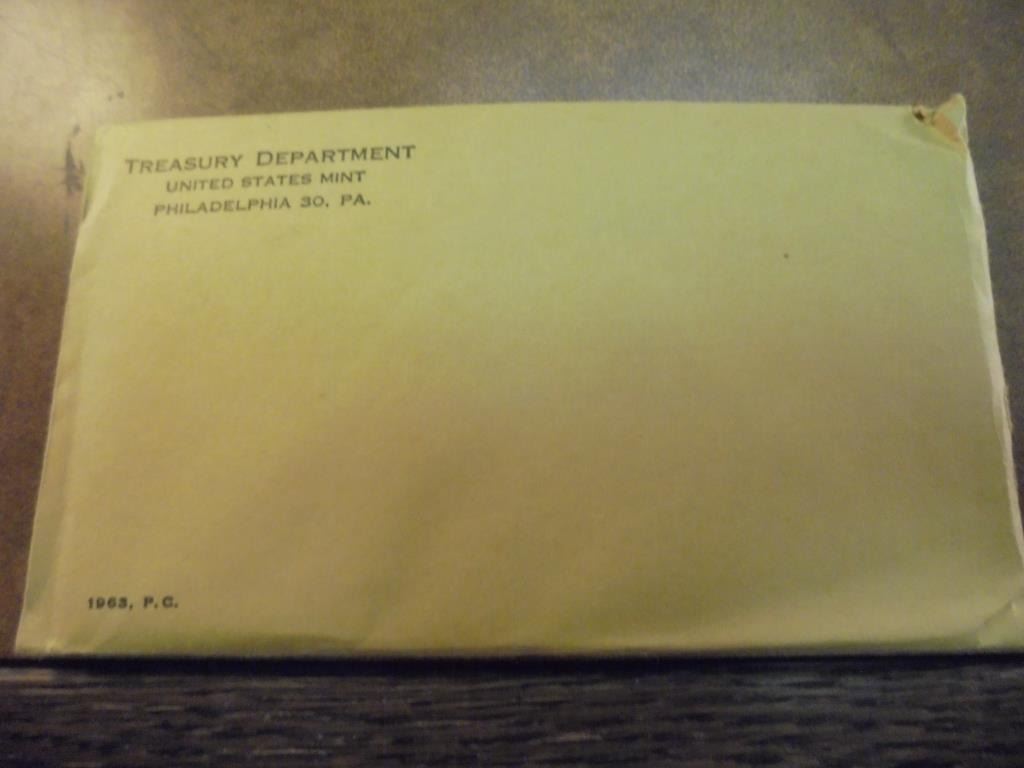 TREASURY DEPARTMENT
UNITED STATES MINT
PHILADELPHIA 30, PA.
1963, P.C.